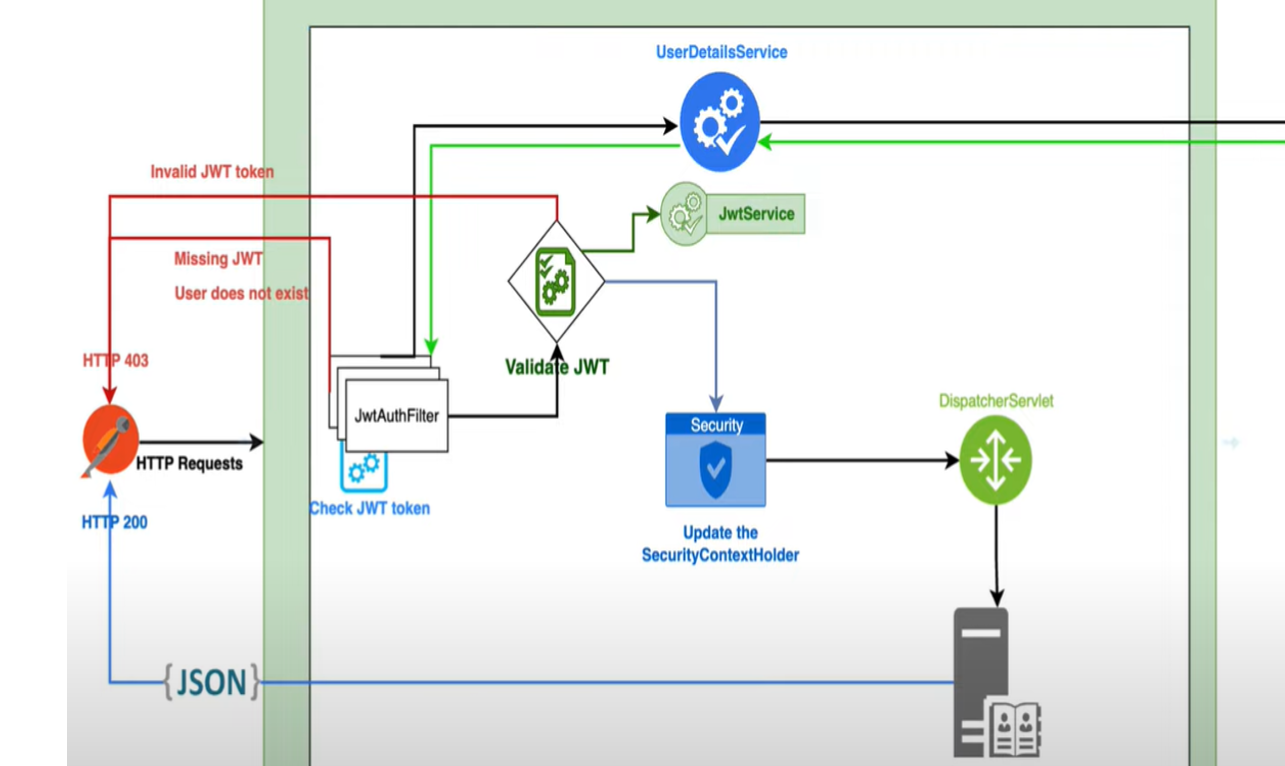 UserDetailsService
Invalid JWT token
JwtService
Missing JWT
User does not exist
HTTP 403
Validate JWT
JwtAuthFilter
DispatcherServlet
Security
HTTP Requests
Check JWT token
HTTP 200
Update the
SecurityContextHolder
{JSON}